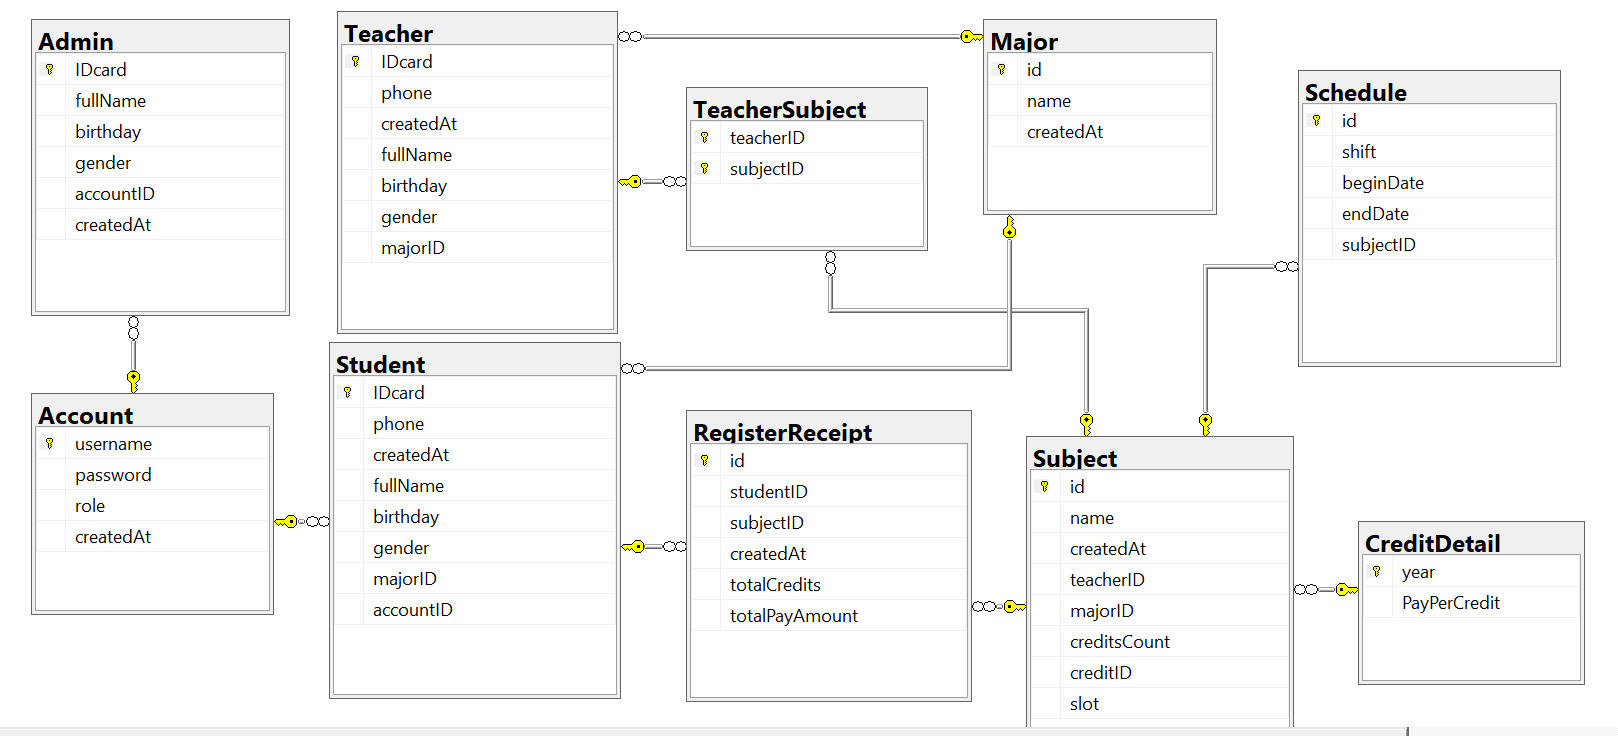 Admin
IDcard
fullName
birthday
gender
accountID
createdAt
Teacher
IDcard
phone
createdAt
fullName
birthday
gender
majorID
TeacherSubject
teacherID
subjectID
Major
id
name
createdAt
Schedule
id
shift
beginDate
endDate
subjectID
Account
username
password
role
createdAt
Student
IDcard
phone
createdAt
fullName
birthday
gender
majorID
accountID
RegisterReceipt
id
studentID
subjectID
createdAt
totalCredits
totalPayAmount
Subject
id
name
createdAt
teacherID
majorID
creditsCount
creditID
slot
CreditDetail
year
PayPerCredit